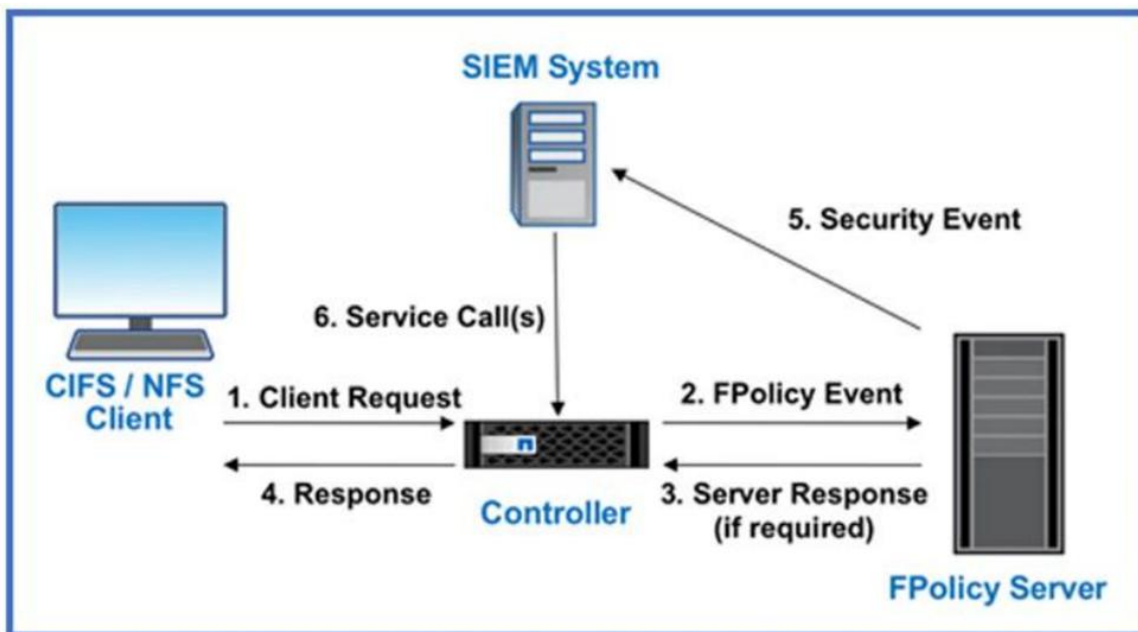 SIEM System
5. Security Event
6. Service Call(s)
CIFS / NFS
Client
1. Client Request
2. FPolicy Event
4. Response
3. Server Response
(if required)
Controller
FPolicy Server